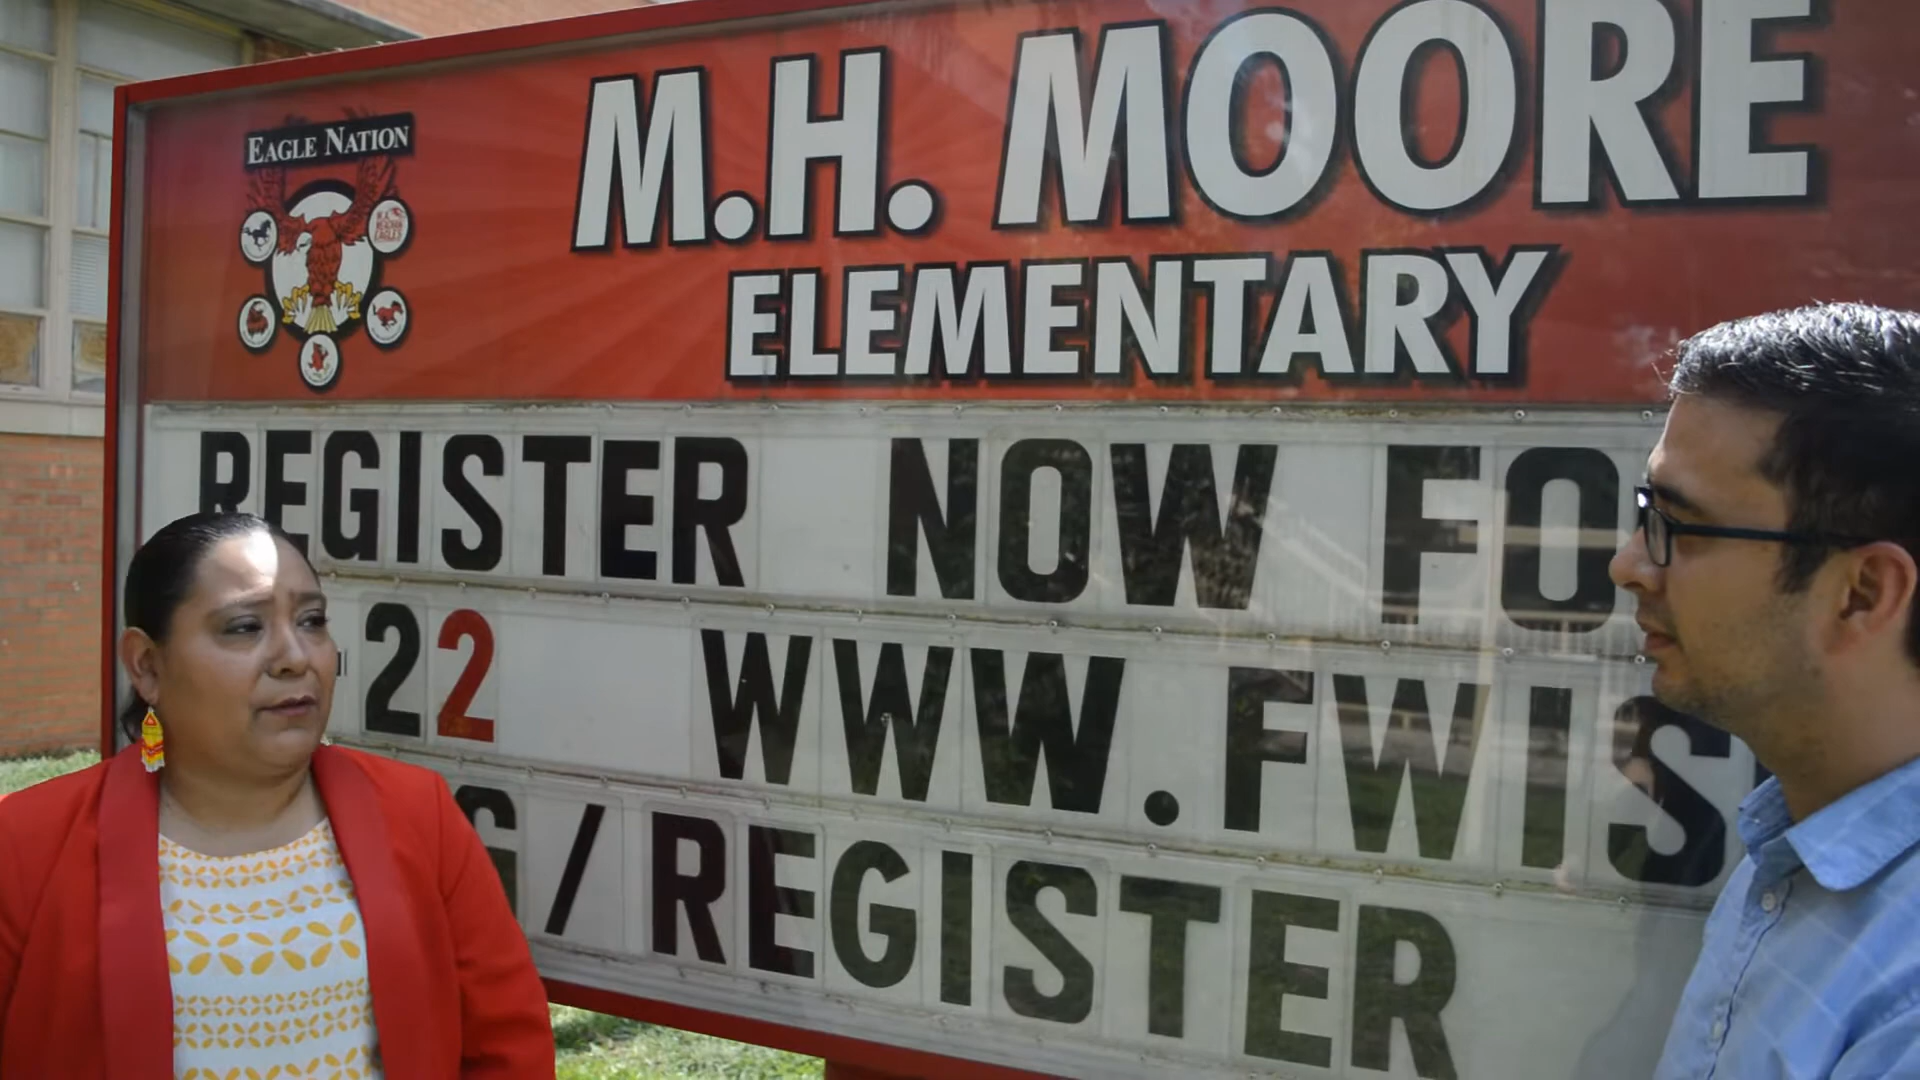 EAGLE NATION
M.H. MOORE
ELEMENTARY
REGISTER NOW FO
22 WWW.FWIS
G/REGISTER